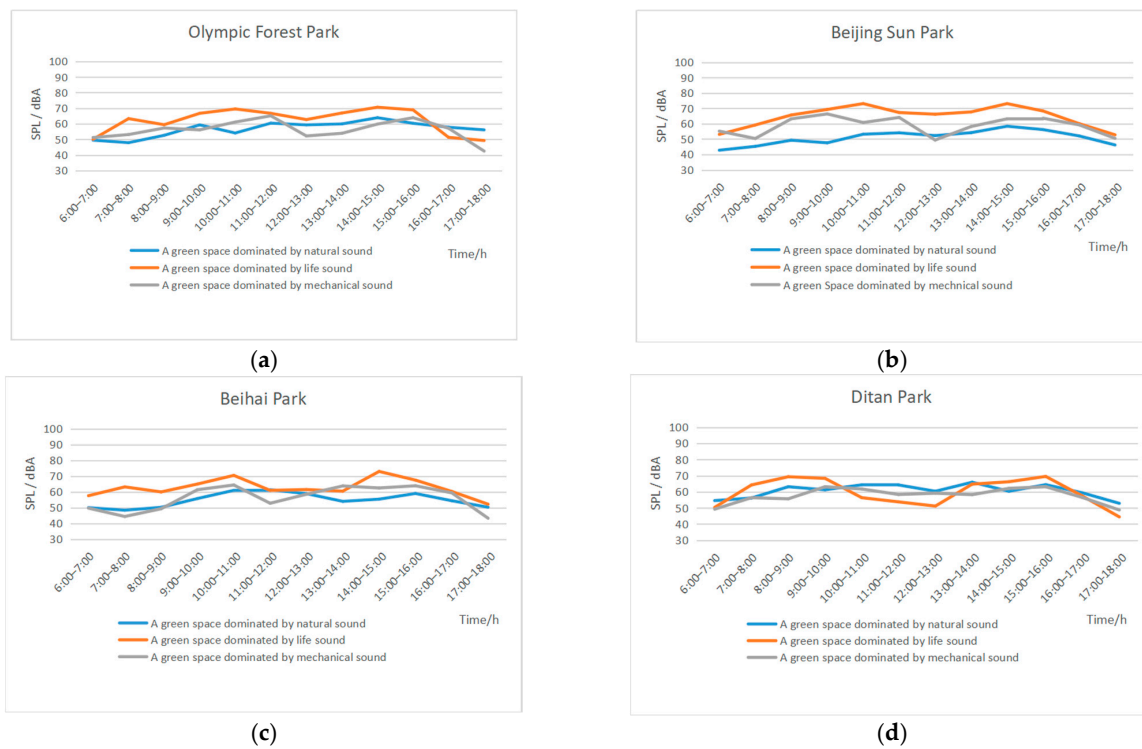 Olympic Forest Park
SPL / dBA
100
90
80
70
60
50
40
30
6:00–7:00
7:00–8:00
8:00–9:00
9:00–10:00
10:00–11:00
11:00–12:00
12:00–13:00
13:00–14:00
14:00–15:00
15:00–16:00
16:00–17:00
17:00–18:00
Time/h
A green space dominated by natural sound
A green space dominated by life sound
A green space dominated by mechanical sound
(a)
Beijing Sun Park
SPL / dBA
100
90
80
70
60
50
40
30
6:00–7:00
7:00–8:00
8:00–9:00
9:00–10:00
10:00–11:00
11:00–12:00
12:00–13:00
13:00–14:00
14:00–15:00
15:00–16:00
16:00–17:00
17:00–18:00
Time/h
A green space dominated by natural sound
A green space dominated by life sound
A green Space dominated by mechnical sound
(b)
Beihai Park
SPL / dBA
100
90
80
70
60
50
40
30
6:00–7:00
7:00–8:00
8:00–9:00
9:00–10:00
10:00–11:00
11:00–12:00
12:00–13:00
13:00–14:00
14:00–15:00
15:00–16:00
16:00–17:00
17:00–18:00
Time/h
A green space dominated by natural sound
A green space dominated by life sound
A green space dominated by mechanical sound
(c)
Ditan Park
SPL / dBA
100
90
80
70
60
50
40
30
6:00–7:00
7:00–8:00
8:00–9:00
9:00–10:00
10:00–11:00
11:00–12:00
12:00–13:00
13:00–14:00
14:00–15:00
15:00–16:00
16:00–17:00
17:00–18:00
Time/h
A green space dominated by natural sound
A green space dominated by life sound
A green space dominated by mechanical sound
(d)